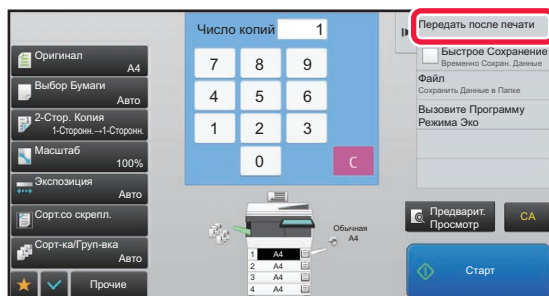 Число копий 1
Передать после печати
Быстрое Сохранение
Временно Сохран. Данные
Файл
Сохранить Данные в Папке
Вызовите Программу
Режима Эко
Оригинал
A4
Выбор Бумаги
Авто
2-Стор. Копия
1-Сторонн.→1-Сторонн.
Масштаб
100%
Экспозиция
Авто
Сорт.со скрепл.
Сорт-ка/Груп-вка
Авто
Прочие
7 8 9
4 5 6
1 2 3
0 C
Обычная
A4
1 A4
2 A4
3 A4
4 A4
Предварит.
Просмотр
CA
Старт